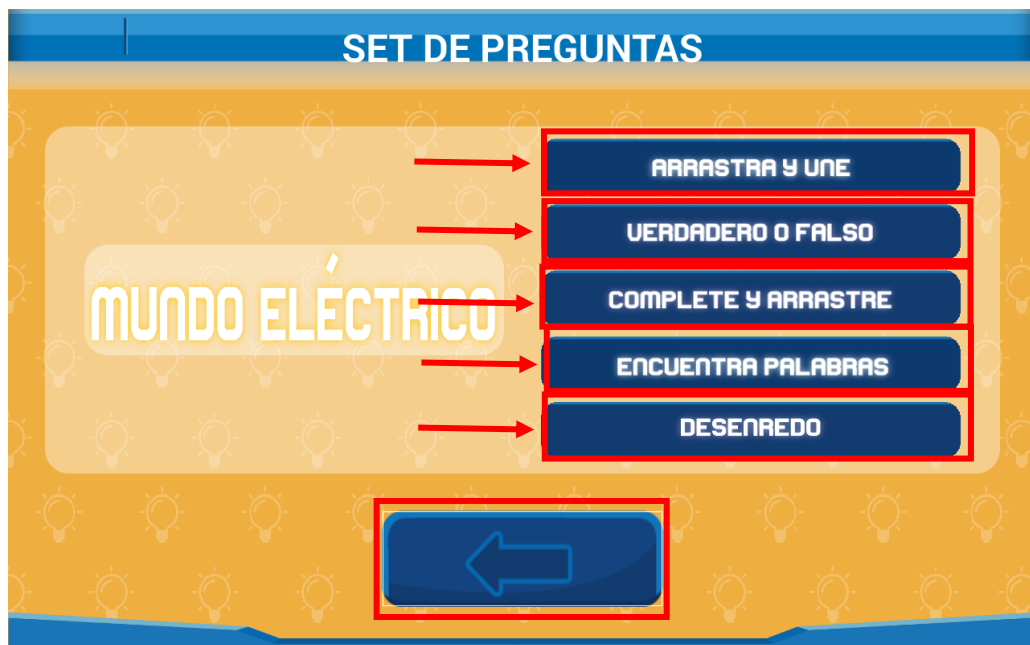 SET DE PREGUNTAS
MUNDO ELÉCTRICO
ARRASTRA Y UNE
VERDADERO O FALSO
COMPLETE Y ARRASTRE
ENCUENTRA PALABRAS
DESENREDO